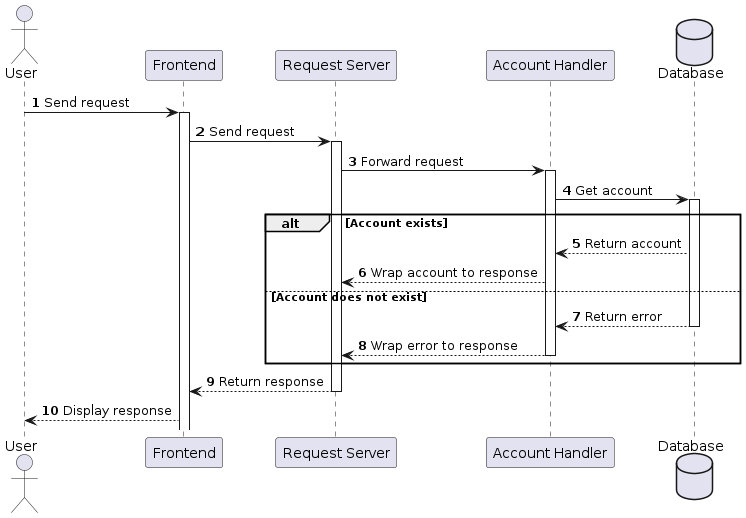 User
Frontend
Request Server
Account Handler
Database
1 Send request
2 Send request
3 Forward request
4 Get account
alt [Account exists]
5 Return account
6 Wrap account to response
[Account does not exist]
7 Return error
8 Wrap error to response
9 Return response
10 Display response
User
Frontend
Request Server
Account Handler
Database